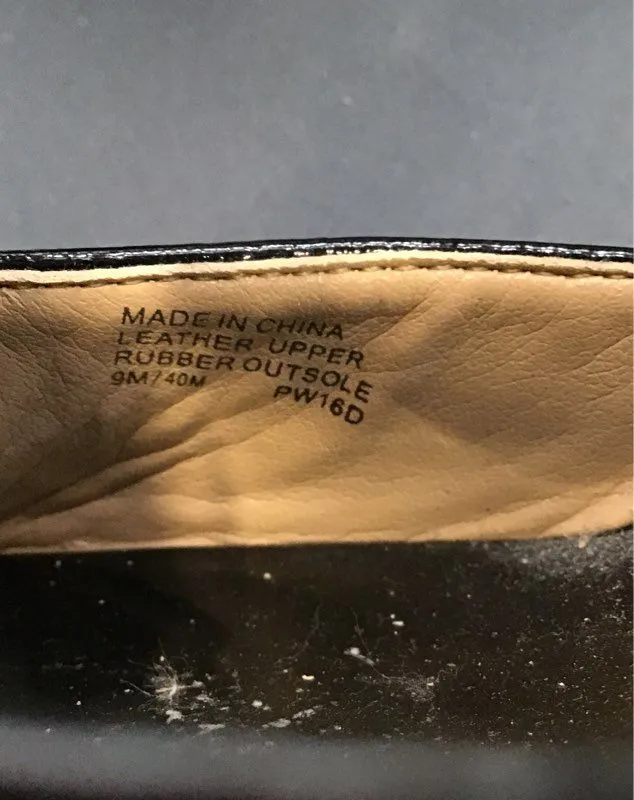 MADE IN CHINA
LEATHER UPPER
RUBBER OUTSOLE
9M/40M PW16D